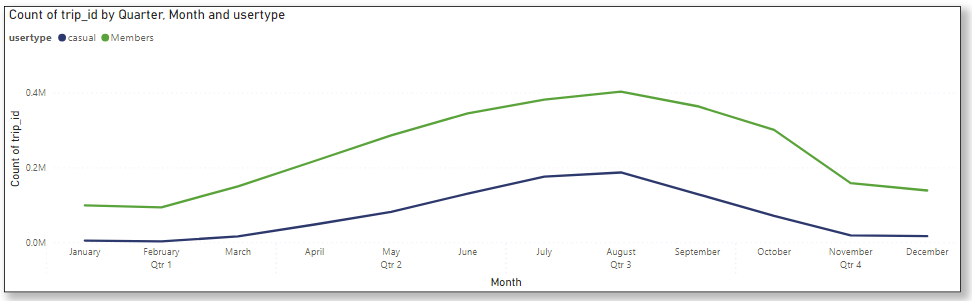 Count of trip_id by Quarter, Month and usertype
usertype casual Members
Count of trip_id
0.4M
0.2M
0.0M
January February March April May June July August September October November December
Qtr 1 Qtr 2 Qtr 3 Qtr 4
Month